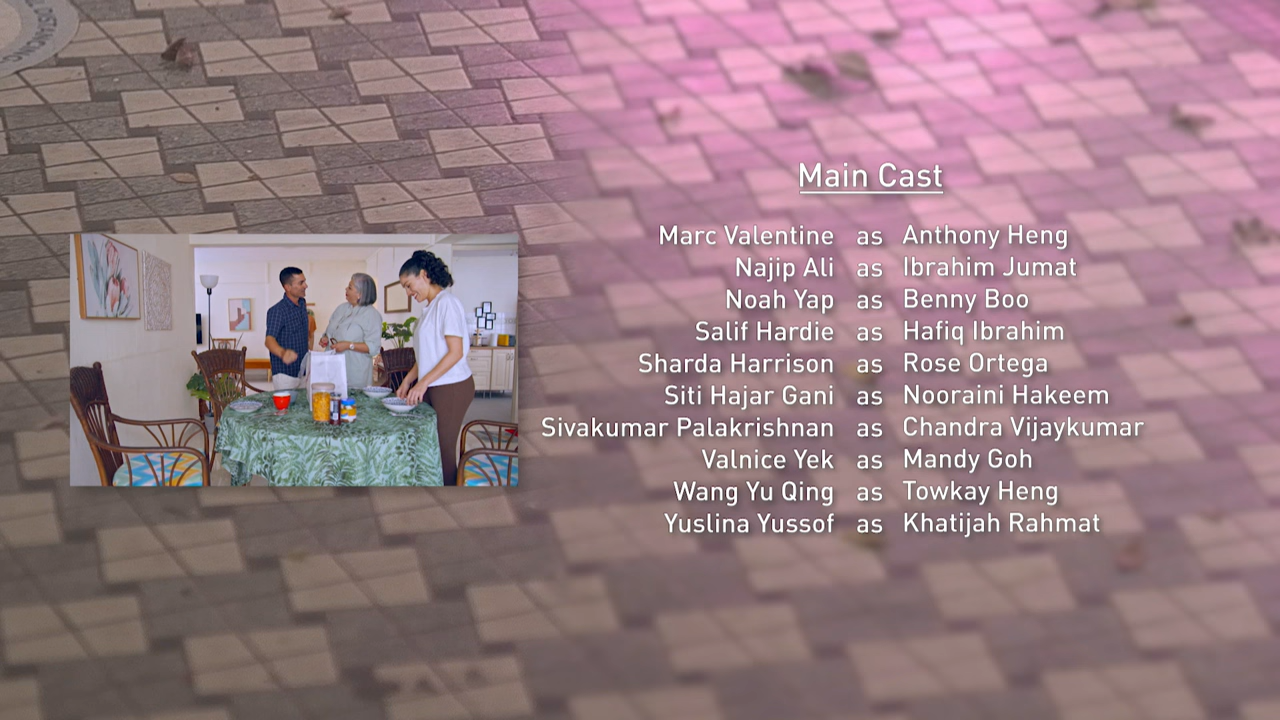 Main Cast
Marc Valentine as Anthony Heng
Najip Ali as Ibrahim Jumat
Noah Yap as Benny Boo
Salif Hardie as Hafiq Ibrahim
Sharda Harrison as Rose Ortega
Siti Hajar Gani as Nooraini Hakeem
Sivakumar Palakrishnan as Chandra Vijaykumar
Valnice Yek as Mandy Goh
Wang Yu Qing as Towkay Heng
Yuslina Yussof as Khatijah Rahmat